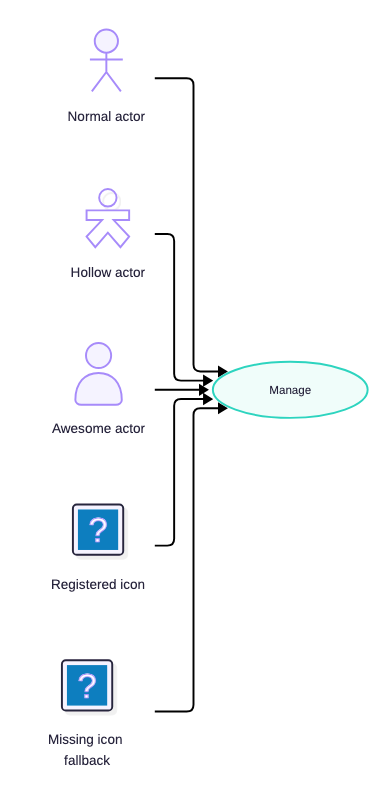 Normal actor
Hollow actor
Manage
Awesome actor
?
Registered icon
?
Missing icon
fallback